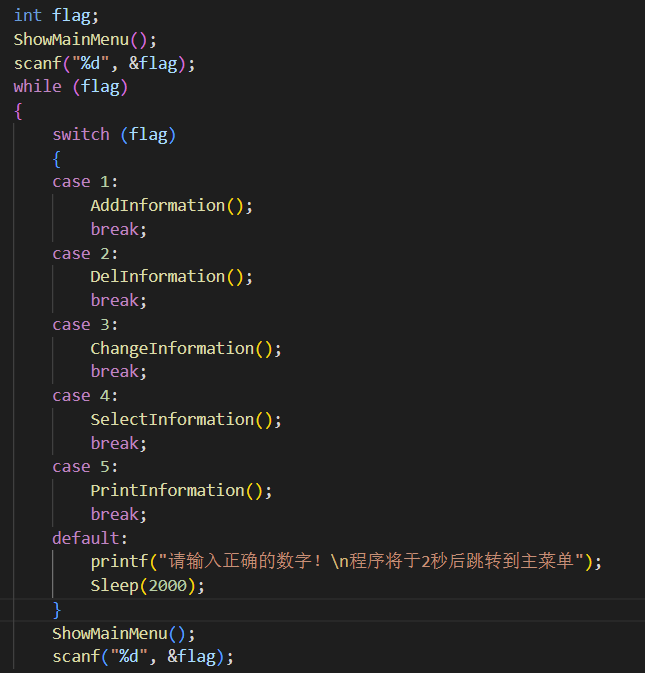 int flag;
ShowMainMenu();
scanf("%d", &flag);
while (flag)
{
    switch (flag)
    {
    case 1:
        AddInformation();
        break;
    case 2:
        DelInformation();
        break;
    case 3:
        ChangeInformation();
        break;
    case 4:
        SelectInformation();
        break;
    case 5:
        PrintInformation();
        break;
    default:
        printf("请输入正确的数字！\n程序将于2秒后跳转到主菜单");
        Sleep(2000);
    }
    ShowMainMenu();
    scanf("%d", &flag);